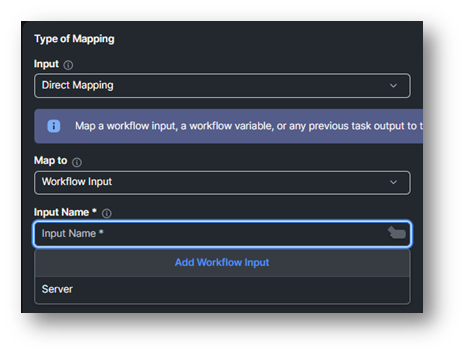 Type of Mapping
Input
Direct Mapping
Map a workflow input, a workflow variable, or any previous task output to t
Map to
Workflow Input
Input Name *
Input Name *
Add Workflow Input
Server